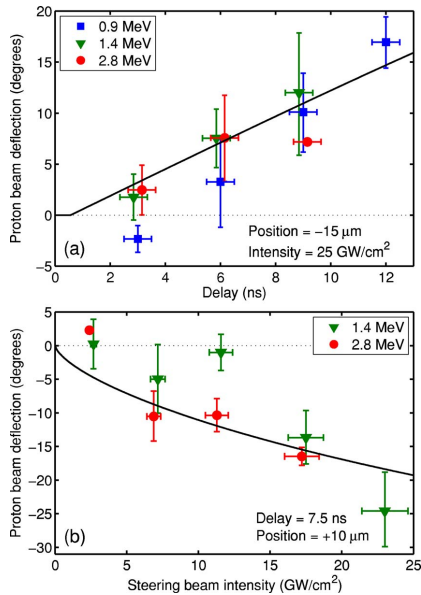 20
15
10
5
0
−5
Proton beam deflection (degrees)
0.9 MeV
1.4 MeV
2.8 MeV
(a)
Position = −15 μm
Intensity = 25 GW/cm²
0 2 4 6 8 10 12
Delay (ns)
5
0
−5
−10
−15
−20
−25
−30
Proton beam deflection (degrees)
1.4 MeV
2.8 MeV
(b)
Delay = 7.5 ns
Position = +10 μm
0 5 10 15 20 25
Steering beam intensity (GW/cm²)